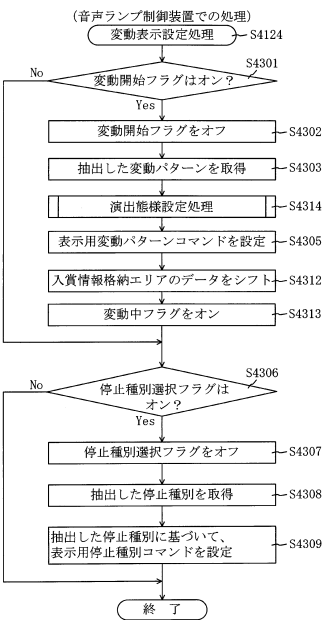 (音声ランプ制御装置での処理)
変動表示設定処理 S4124
No 変動開始フラグはオン? S4301
Yes
変動開始フラグをオフ S4302
抽出した変動パターンを取得 S4303
演出態様設定処理 S4314
表示用変動パターンコマンドを設定 S4305
入賞情報格納エリアのデータをシフト S4312
変動中フラグをオン S4313
S4306
No 停止種別選択フラグは
オン?
Yes
停止種別選択フラグをオフ S4307
抽出した停止種別を取得 S4308
抽出した停止種別に基づいて、
表示用停止種別コマンドを設定 S4309
終 了